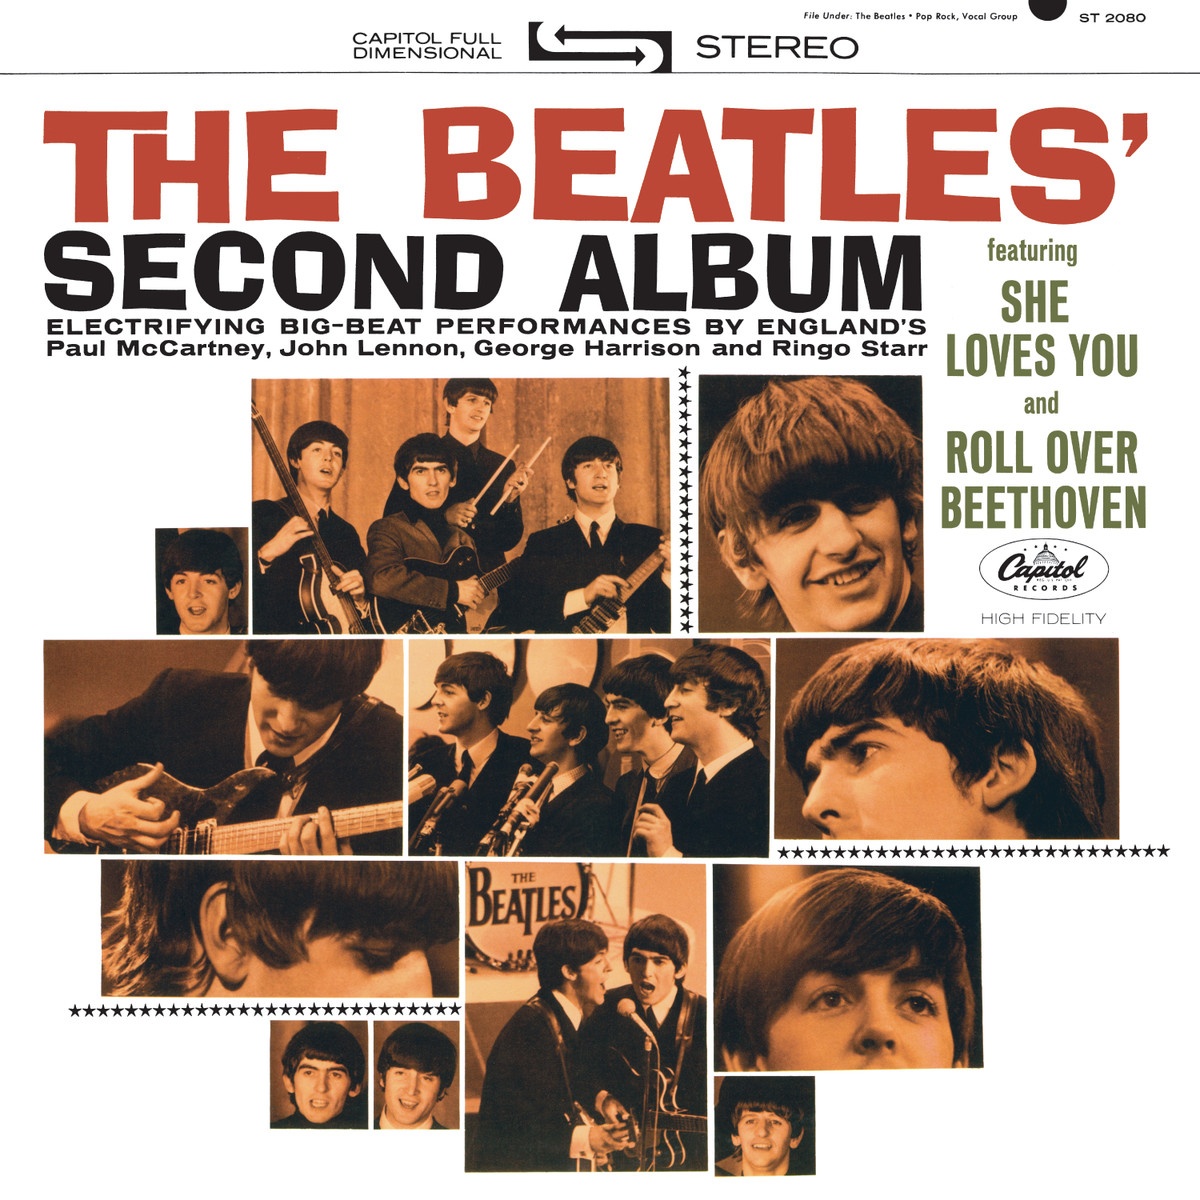 File Under: The Beatles • Pop Rock, Vocal Group
ST 2080
CAPITOL FULL
DIMENSIONAL
STEREO
THE BEATLES'
SECOND ALBUM
ELECTRIFYING BIG-BEAT PERFORMANCES BY ENGLAND'S
Paul McCartney, John Lennon, George Harrison and Ringo Starr
featuring
SHE
LOVES YOU
and
ROLL OVER
BEETHOVEN
Capitol
RECORDS
HIGH FIDELITY
THE
BEATLES